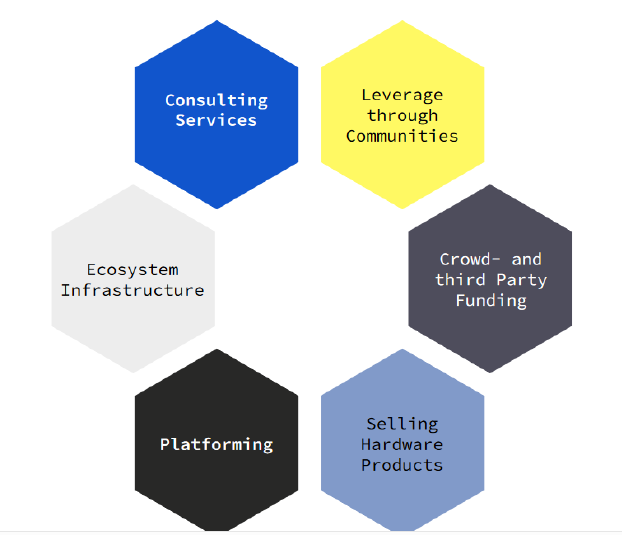 Consulting
Services
Leverage
through
Communities
Ecosystem
Infrastructure
Crowd- and
third Party
Funding
Platforming
Selling
Hardware
Products